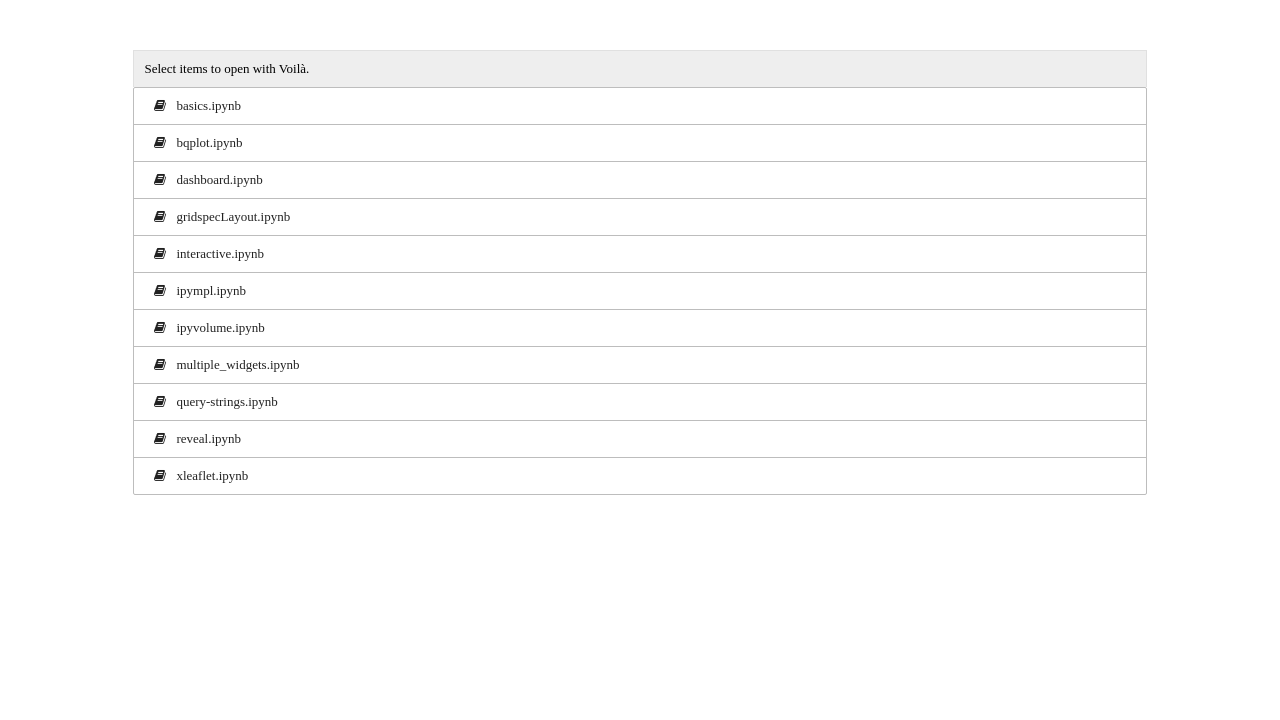 Select items to open with Voilà.
basics.ipynb
bqplot.ipynb
dashboard.ipynb
gridspecLayout.ipynb
interactive.ipynb
ipympl.ipynb
ipyvolume.ipynb
multiple_widgets.ipynb
query-strings.ipynb
reveal.ipynb
xleaflet.ipynb